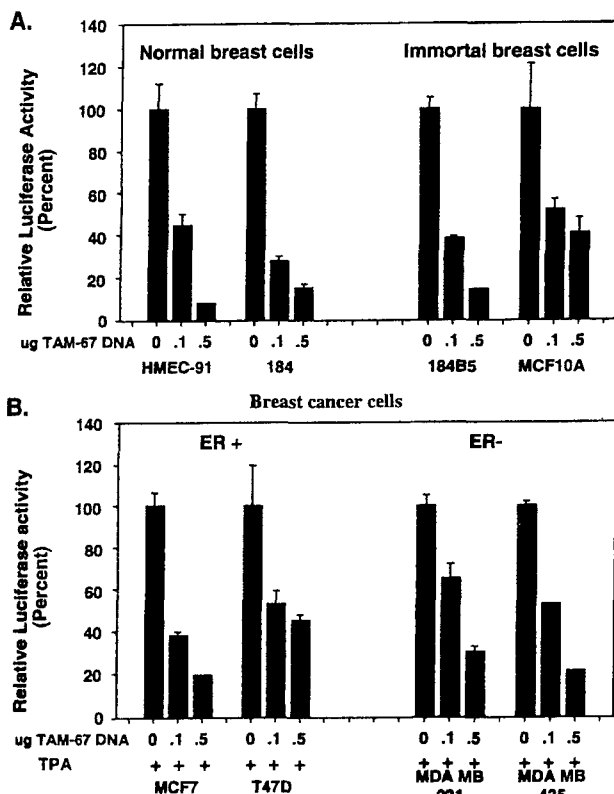 A.
Normal breast cells
Immortal breast cells
Relative Luciferase Activity
(Percent)
140
120
100
80
60
40
20
0
ug TAM-67 DNA 0 .1 .5 0 .1 .5 0 .1 .5 0 .1 .5
HMEC-91 184 184B5 MCF10A
B.
Breast cancer cells
ER + ER-
Relative Luciferase activity
(Percent)
140
120
100
80
60
40
20
0
ug TAM-67 DNA 0 .1 .5 0 .1 .5 0 .1 .5 0 .1 .5
TPA + + + + + + + + + + + +
MCF7 T47D MDA MB MDA MB